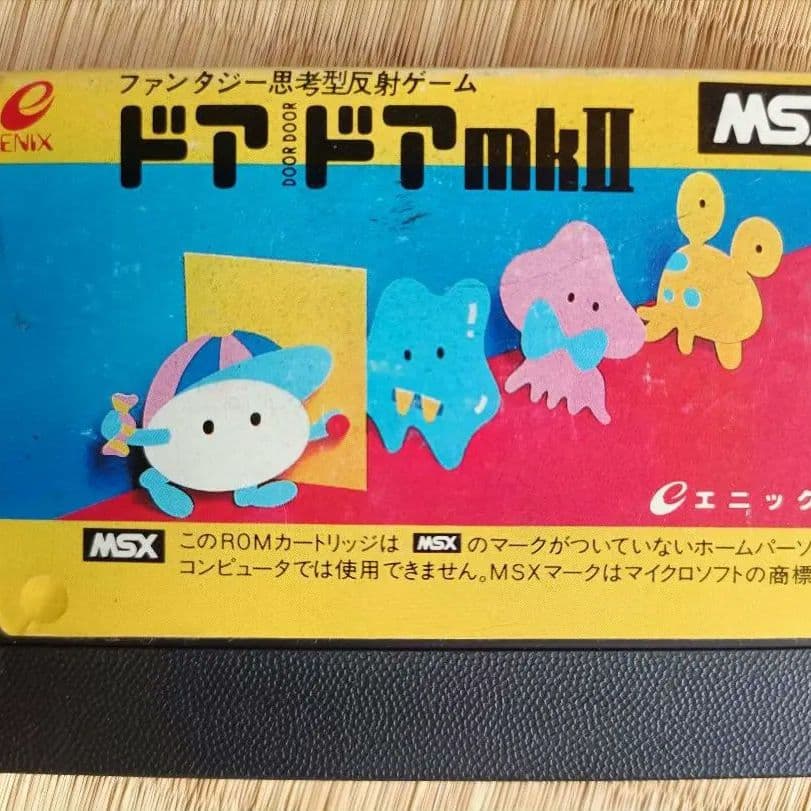 ファンタジー思考型反射ゲーム
e
ENIX
ドア DOOR DOOR ドア mkII
MSX
e エニック
MSX このROMカートリッジは MSX のマークがついていないホームパーソ
コンピュータでは使用できません。MSXマークはマイクロソフトの商標